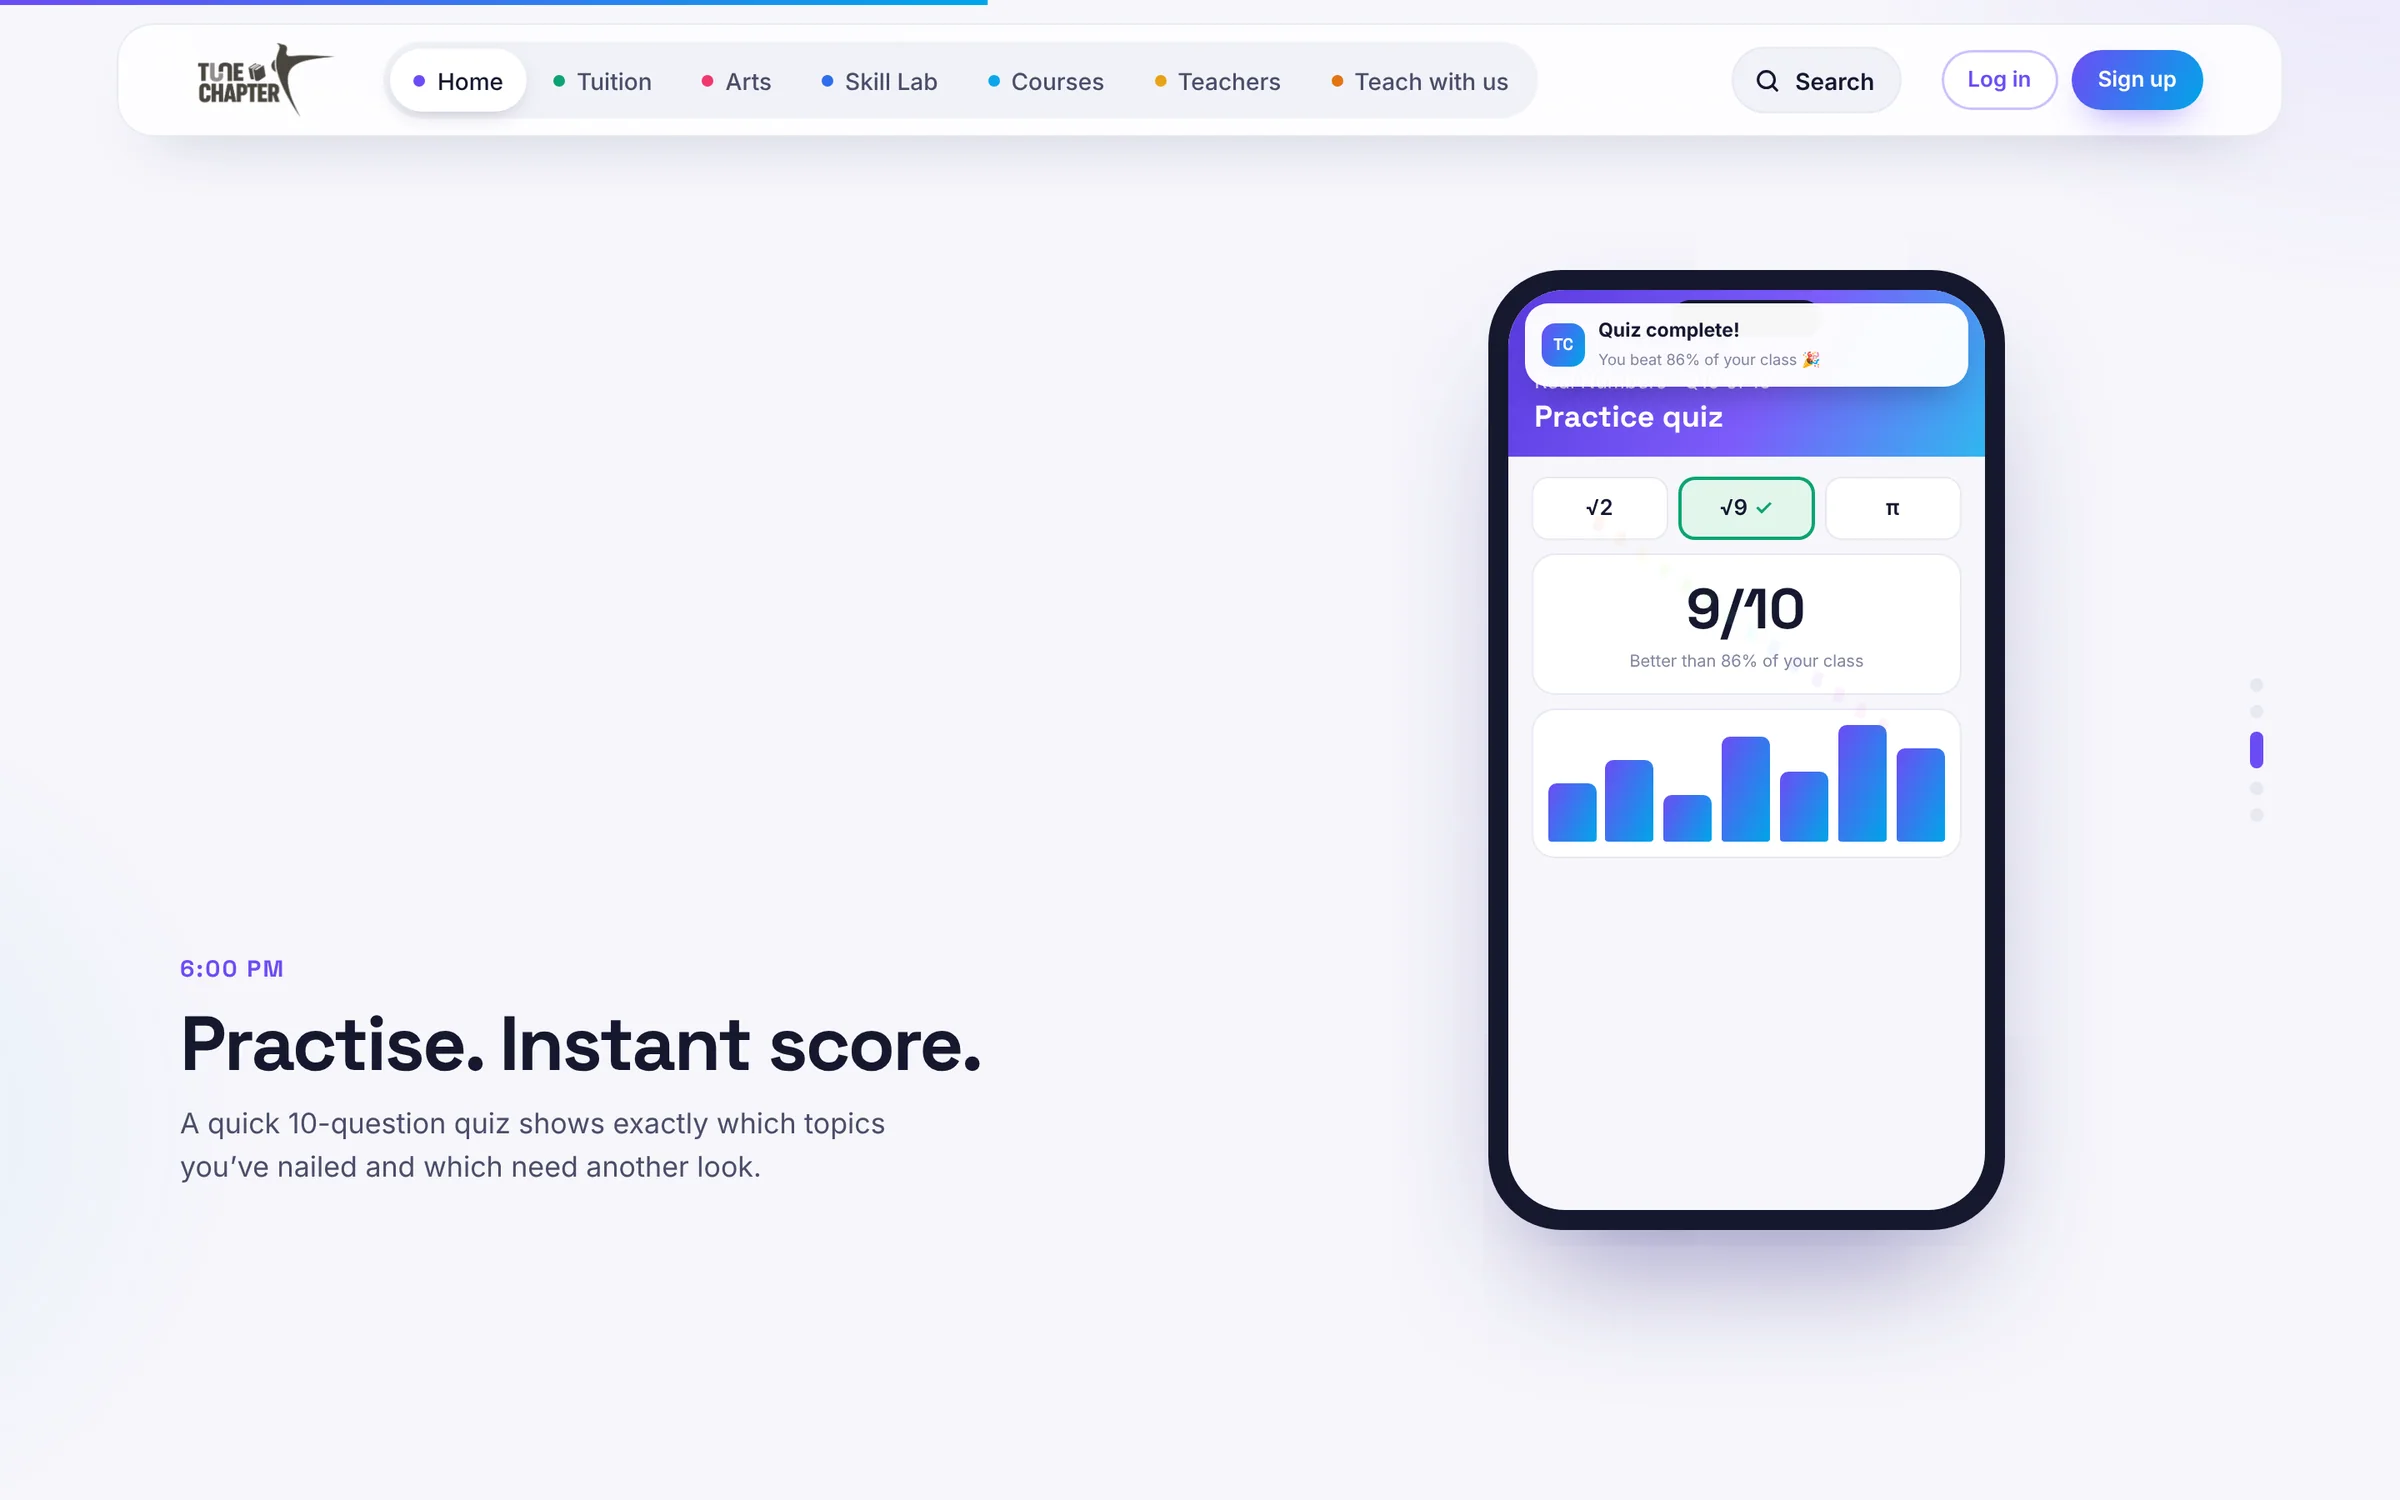 TUNE
CHAPTER
Home
Tuition
Arts
Skill Lab
Courses
Teachers
Teach with us
Search
Log in
Sign up
TC
Quiz complete!
You beat 86% of your class 🎉
Practice quiz
√2
√9 ✓
π
9/10
Better than 86% of your class
6:00 PM
Practise. Instant score.
A quick 10-question quiz shows exactly which topics
you’ve nailed and which need another look.